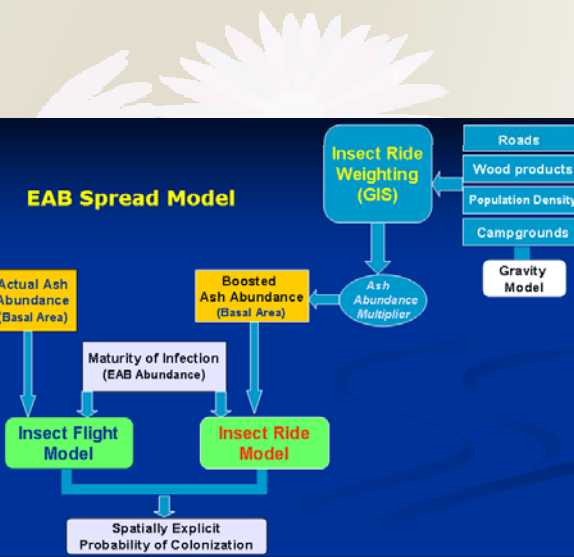 EAB Spread Model
Insect Ride
Weighting
(GIS)
Roads
Wood products
Population Density
Campgrounds
Gravity
Model
Actual Ash
Abundance
(Basal Area)
Boosted
Ash Abundance
(Basal Area)
Ash
Abundance
Multiplier
Maturity of Infection
(EAB Abundance)
Insect Flight
Model
Insect Ride
Model
Spatially Explicit
Probability of Colonization